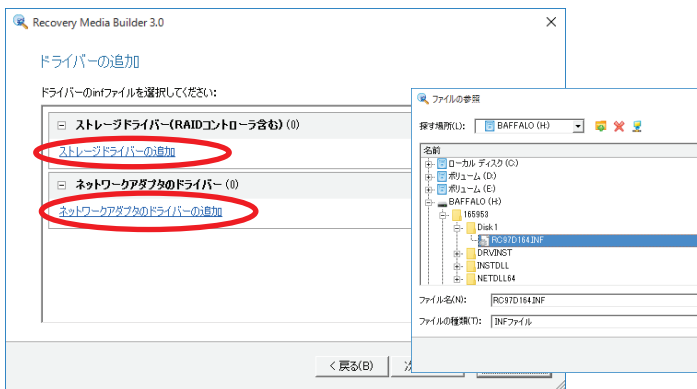 Recovery Media Builder 3.0
ドライバーの追加
ドライバーのinfファイルを選択してください:
ストレージドライバー(RAIDコントローラ含む) (0)
ストレージドライバーの追加
ネットワークアダプタのドライバー (0)
ネットワークアダプタのドライバーの追加
< 戻る(B)
ファイルの参照
探す場所(L):
BAFFALO (H:)
名前
ローカル ディスク (C:)
ボリューム (D:)
ボリューム (E:)
BAFFALO (H:)
165953
Disk1
RC97D164.INF
DRVINST
INSTDLL
NETDLL64
ファイル名(N):
RC97D164.INF
ファイルの種類(T):
INFファイル